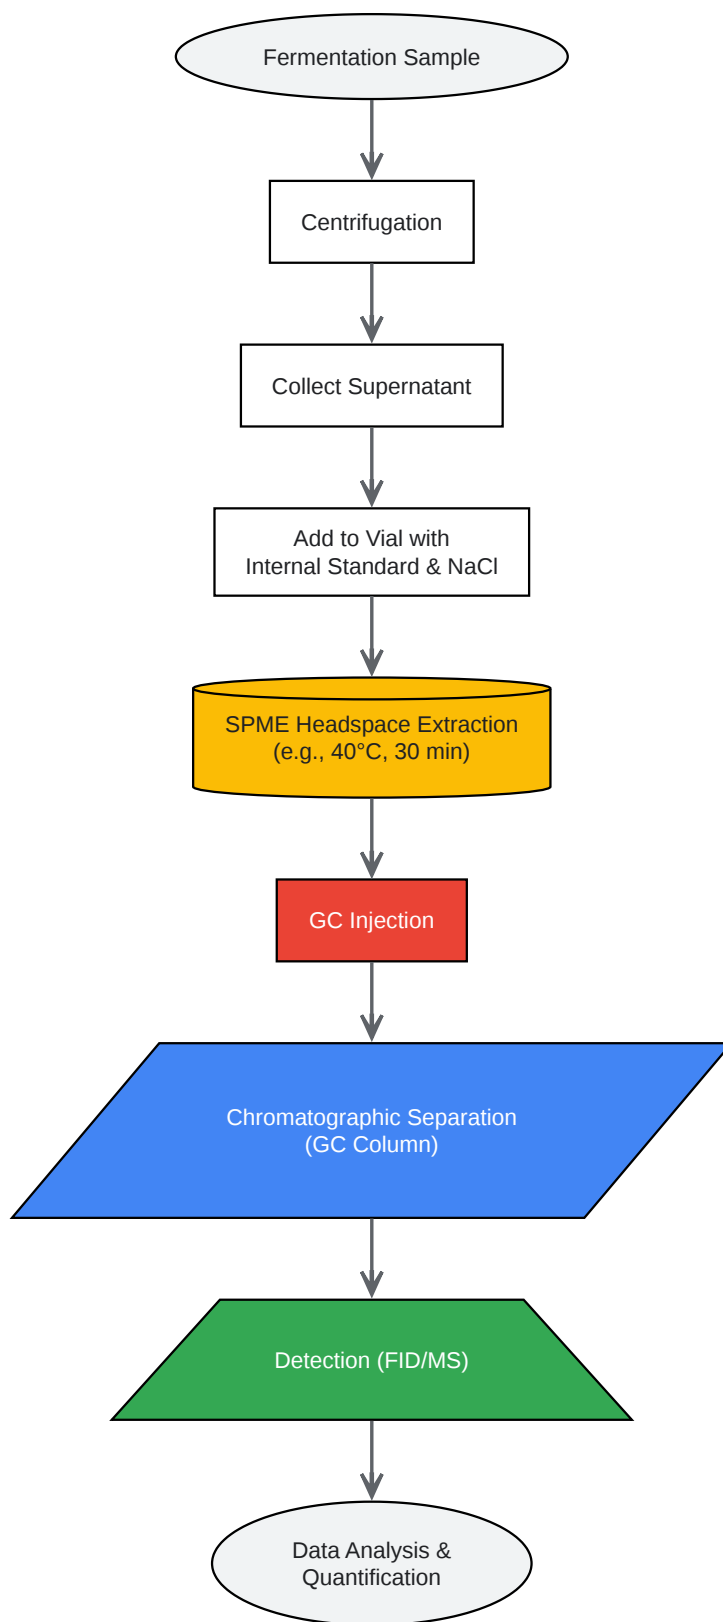 Fermentation Sample
Centrifugation
Collect Supernatant
Add to Vial with
Internal Standard & NaCl
SPME Headspace Extraction
(e.g., 40°C, 30 min)
GC Injection
Chromatographic Separation
(GC Column)
Detection (FID/MS)
Data Analysis &
Quantification